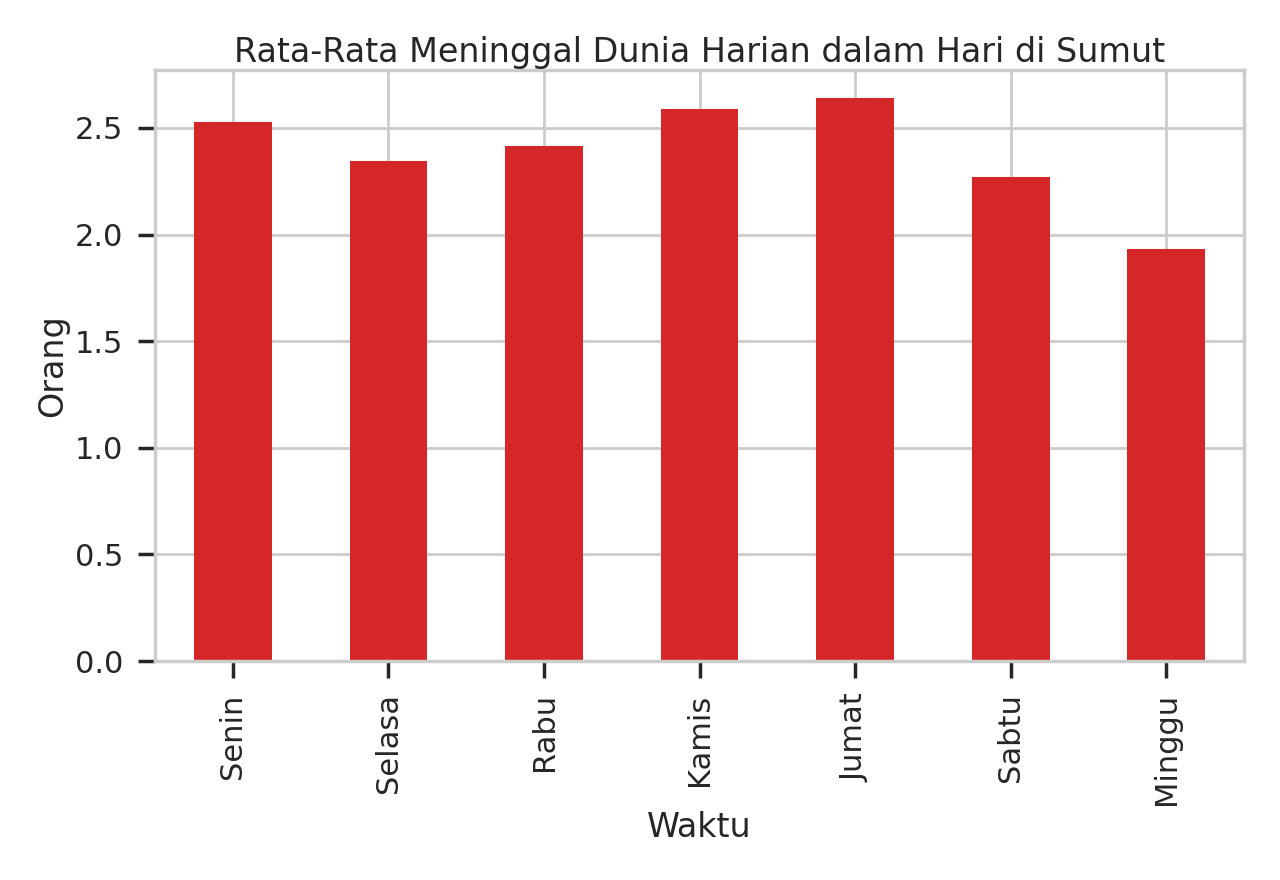 Rata-Rata Meninggal Dunia Harian dalam Hari di Sumut
2.5
2.0
1.5
1.0
0.5
0.0
Orang
Senin
Selasa
Rabu
Kamis
Jumat
Sabtu
Minggu
Waktu